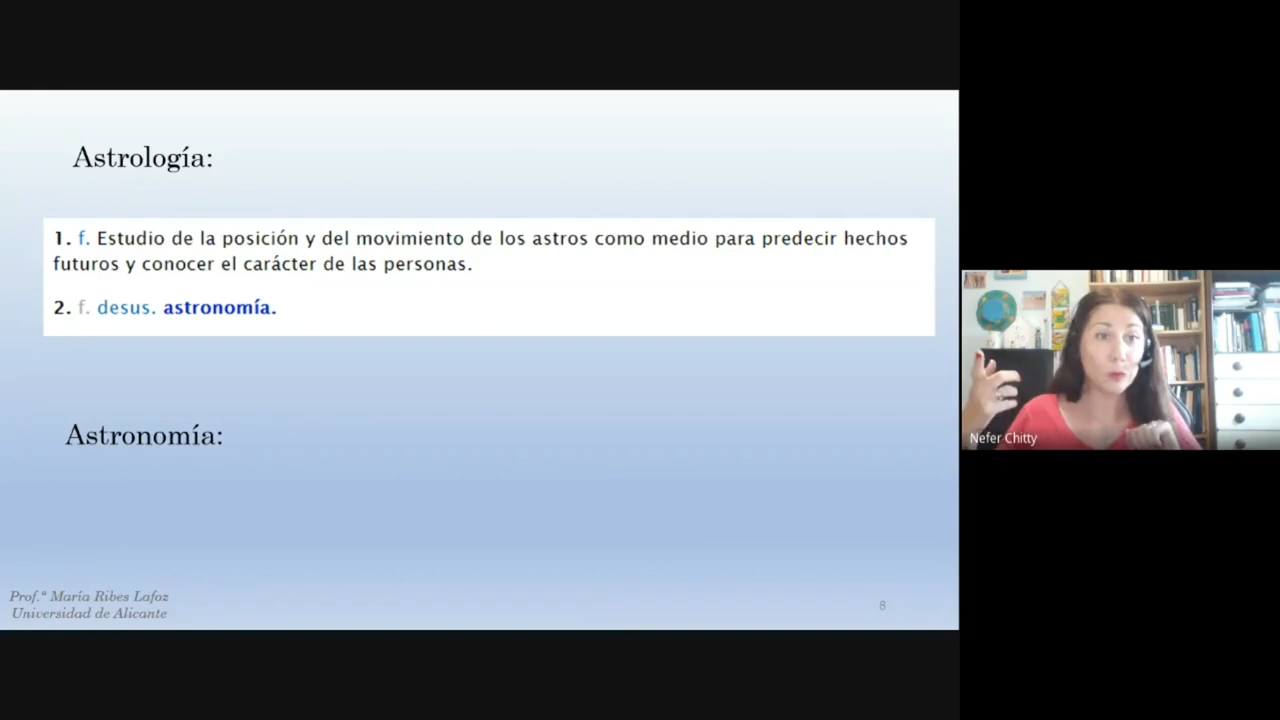 Astrología:
1. f. Estudio de la posición y del movimiento de los astros como medio para predecir hechos
futuros y conocer el carácter de las personas.
2. f. desus. astronomía.
Astronomía:
Prof.ª María Ribes Lafoz
Universidad de Alicante
8
Nefer Chitty